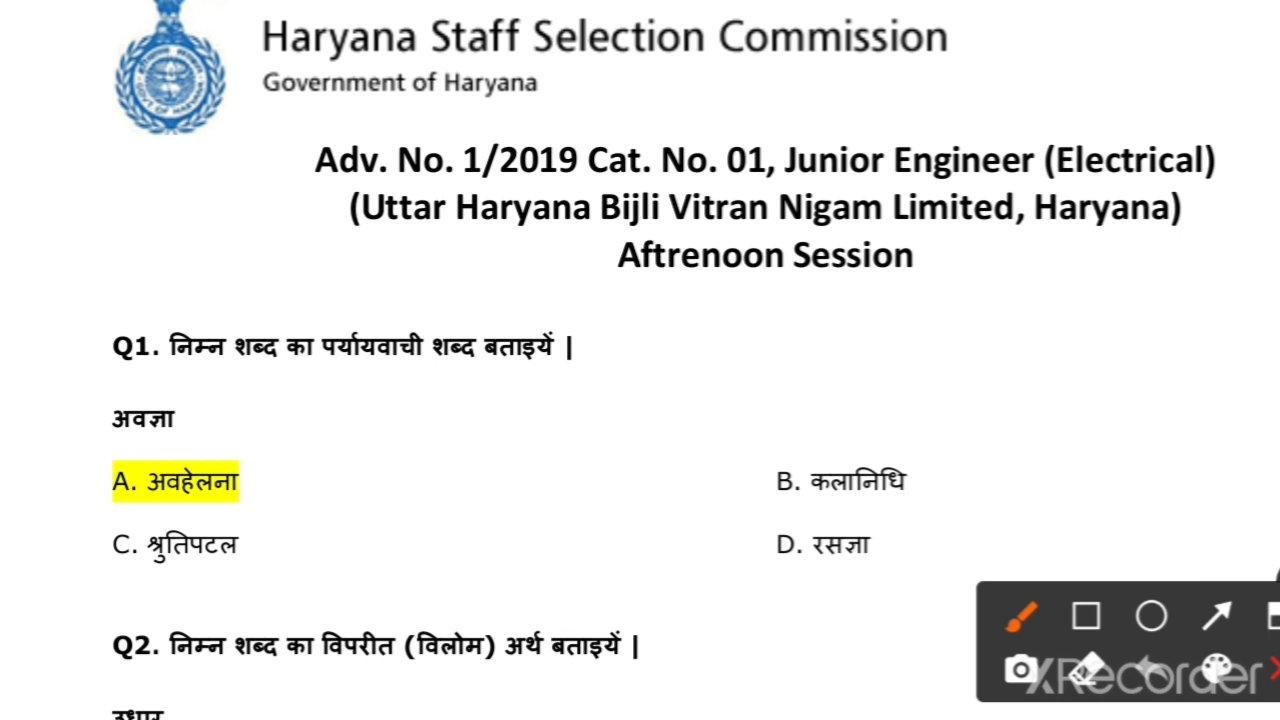 Haryana Staff Selection Commission
Government of Haryana
Adv. No. 1/2019 Cat. No. 01, Junior Engineer (Electrical)
(Uttar Haryana Bijli Vitran Nigam Limited, Haryana)
Aftrenoon Session
Q1. निम्न शब्द का पर्यायवाची शब्द बताइयें |
अवज्ञा
A. अवहेलना B. कलानिधि
C. श्रुतिपटल D. रसज्ञा
Q2. निम्न शब्द का विपरीत (विलोम) अर्थ बताइयें |
XRecorder